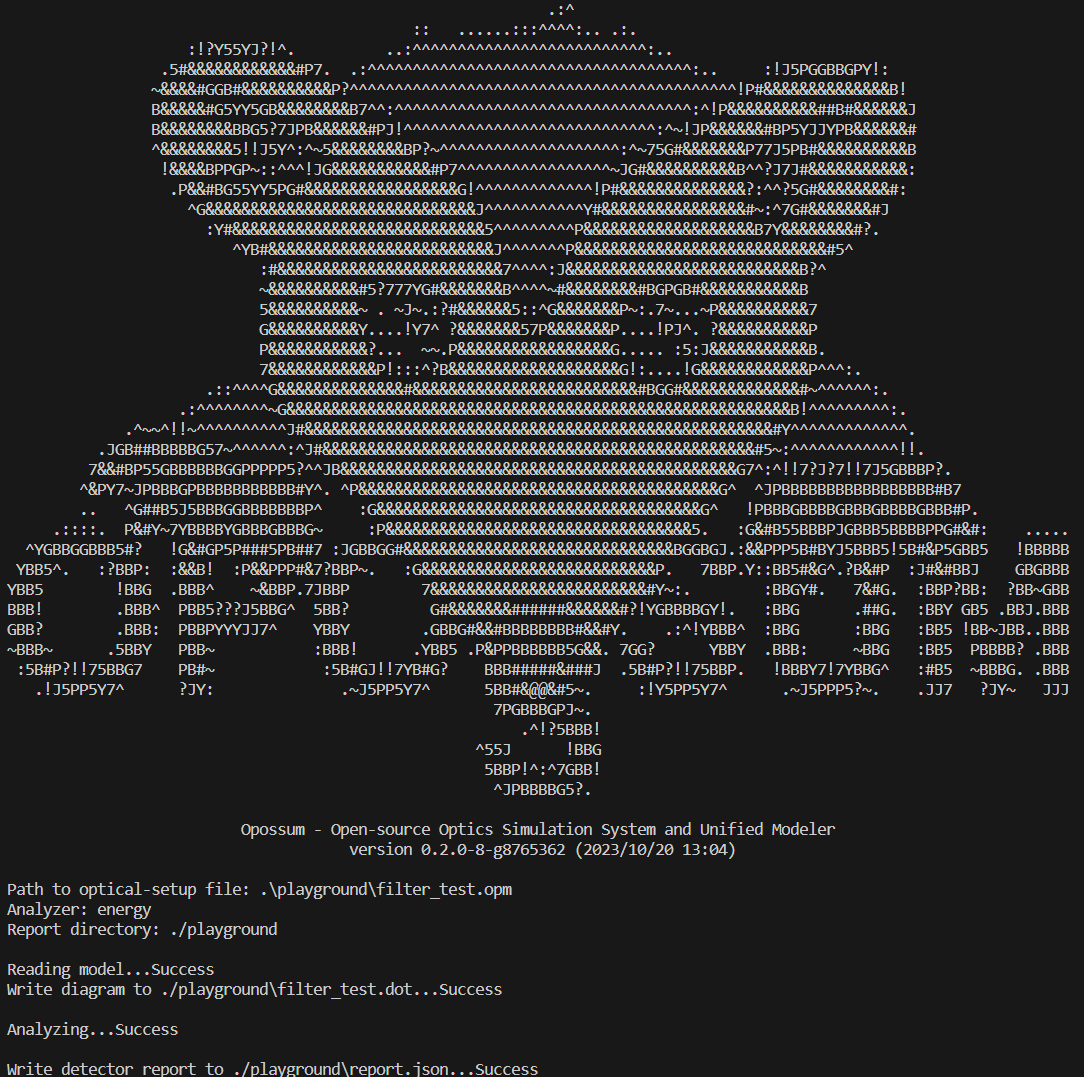 OPOSSUM
Opossum - Open-source Optics Simulation System and Unified Modeler
version 0.2.0-8-g8765362 (2023/10/20 13:04)
Path to optical-setup file: .\playground\filter_test.opm
Analyzer: energy
Report directory: ./playground
Reading model...Success
Write diagram to ./playground\filter_test.dot...Success
Analyzing...Success
Write detector report to ./playground\report.json...Success